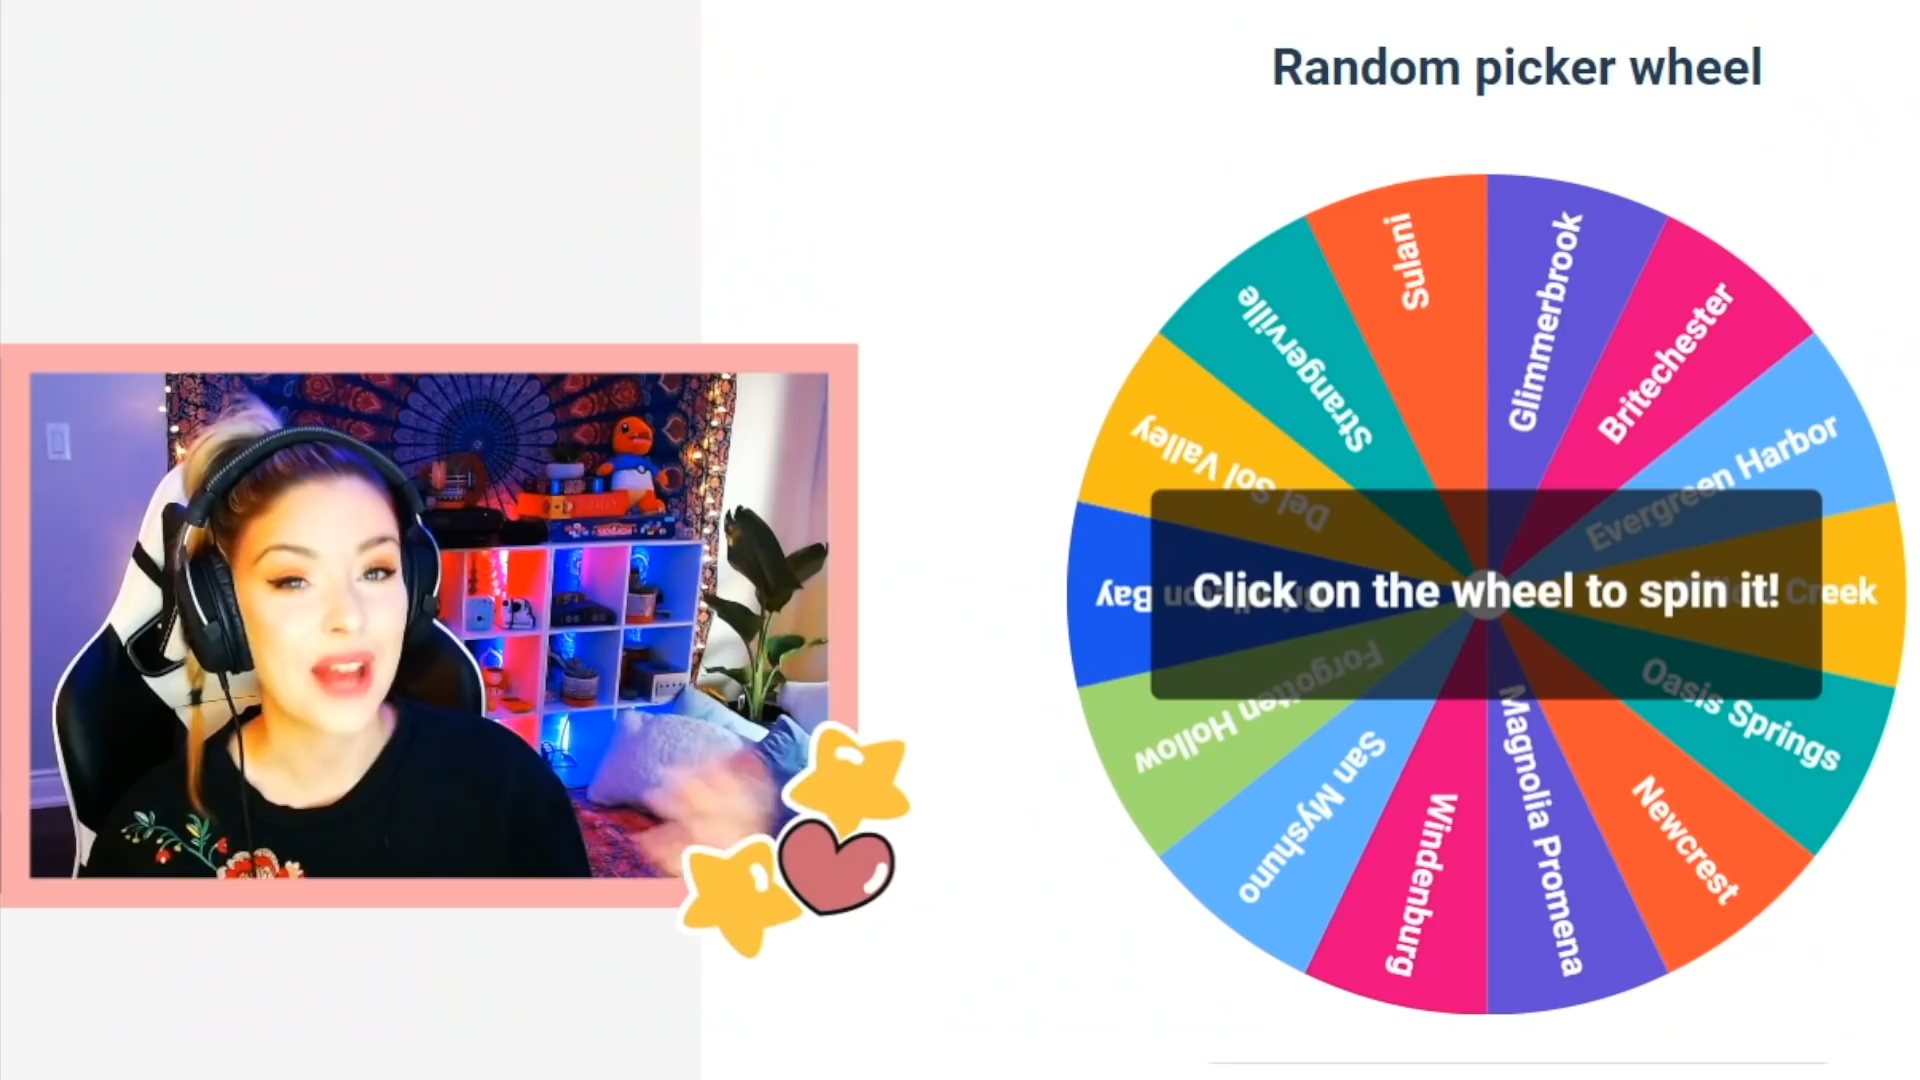 Random picker wheel
Sulani
Glimmerbrook
Britechester
Strangerville
Evergreen Harbor
Del Sol Valley
Bay
Click on the wheel to spin it!
Creek
Forgotten Hollow
Oasis Springs
San Myshuno
Windenburg
Magnolia Promena
Newcrest